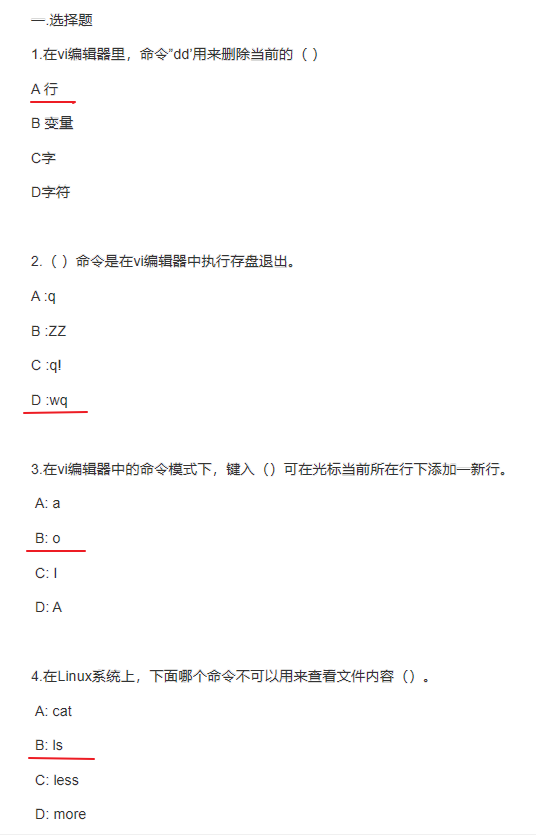 一.选择题
1.在vi编辑器里，命令"dd'用来删除当前的（ ）
A 行
B 变量
C字
D字符
2.（ ）命令是在vi编辑器中执行存盘退出。
A :q
B :ZZ
C :q!
D :wq
3.在vi编辑器中的命令模式下，键入（）可在光标当前所在行下添加一新行。
A: a
B: o
C: I
D: A
4.在Linux系统上，下面哪个命令不可以用来查看文件内容（）。
A: cat
B: ls
C: less
D: more